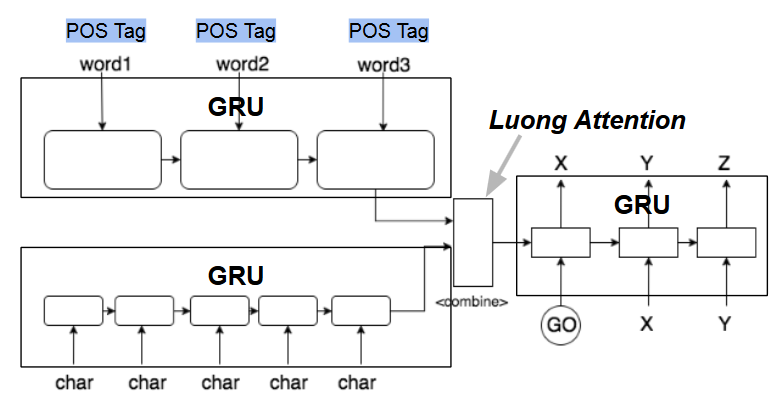 POS Tag POS Tag POS Tag
word1 word2 word3
GRU
Luong Attention
X Y Z
GRU
GRU
<combine>
GO X Y
char char char char char